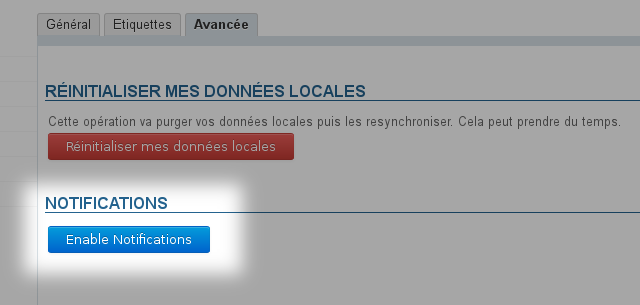 Général Etiquettes Avancée
RÉINITIALISER MES DONNÉES LOCALES
Cette opération va purger vos données locales puis les resynchroniser. Cela peut prendre du temps.
Réinitialiser mes données locales
NOTIFICATIONS
Enable Notifications